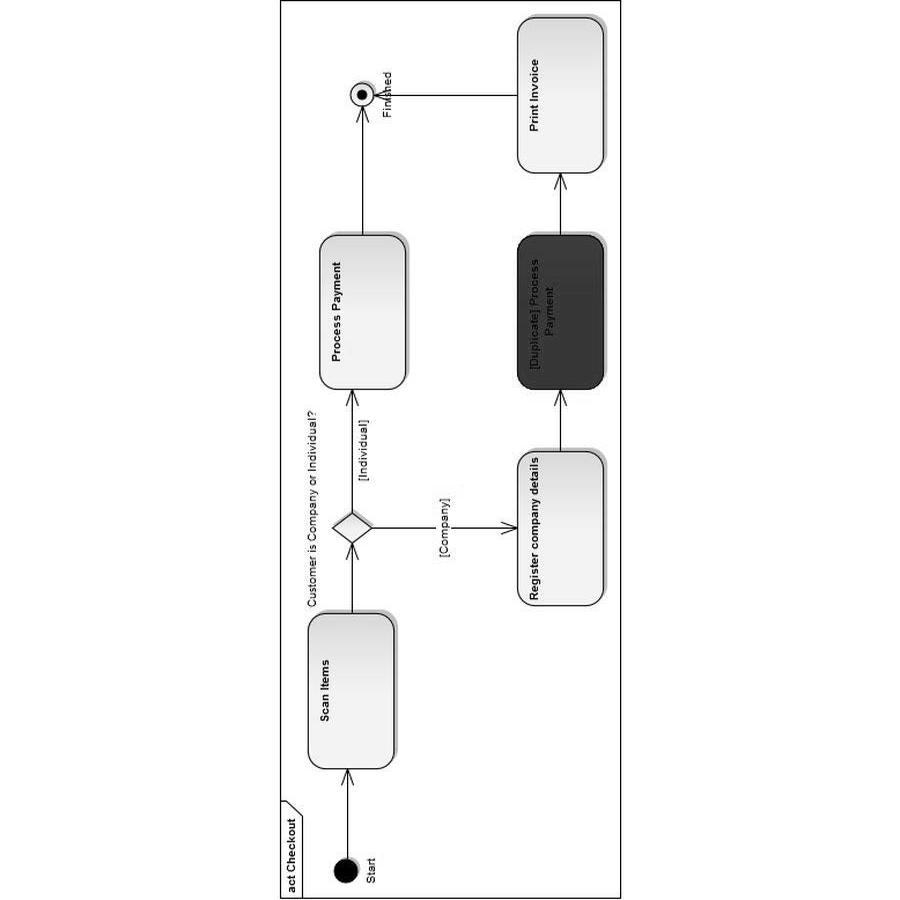 act Checkout
Start
Scan Items
Customer is Company or Individual?
[Individual]
[Company]
Process Payment
Register company details
[Duplicate] Process
Payment
Print Invoice
Finished